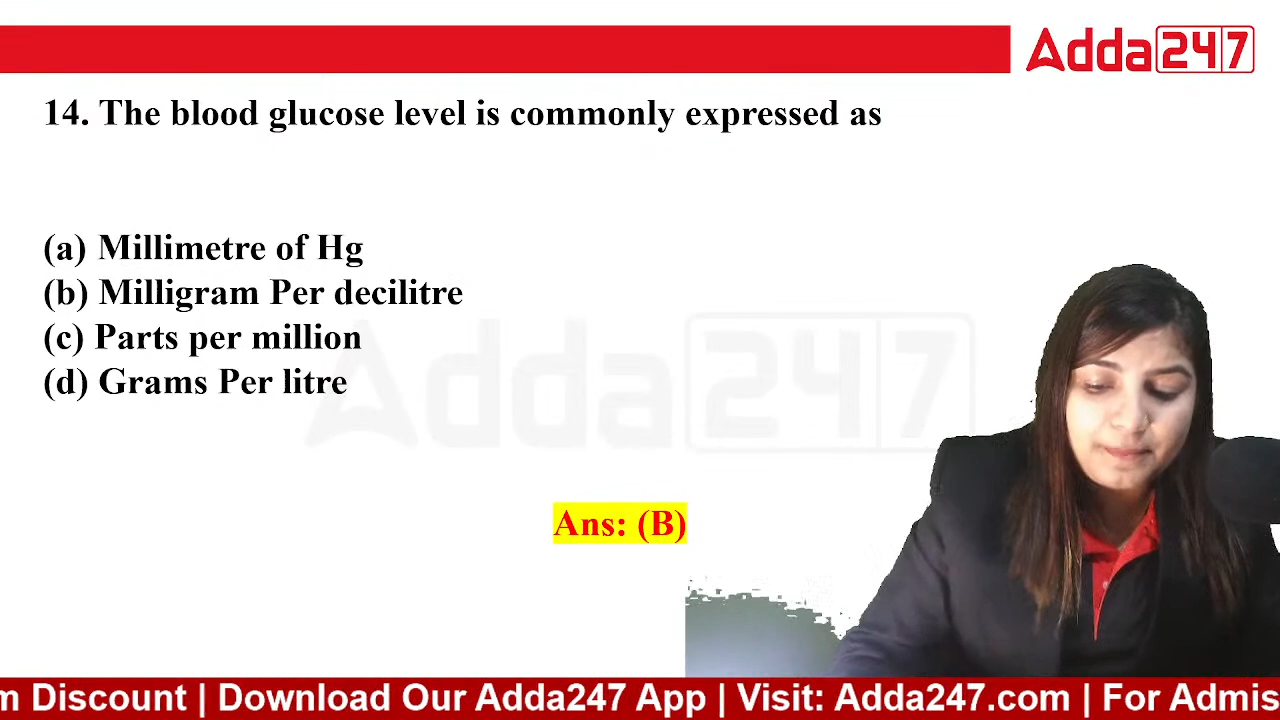 Adda247
14. The blood glucose level is commonly expressed as
(a) Millimetre of Hg
(b) Milligram Per decilitre
(c) Parts per million
(d) Grams Per litre
Adda247
Ans: (B)
Discount | Download Our Adda247 App | Visit: Adda247.com | For